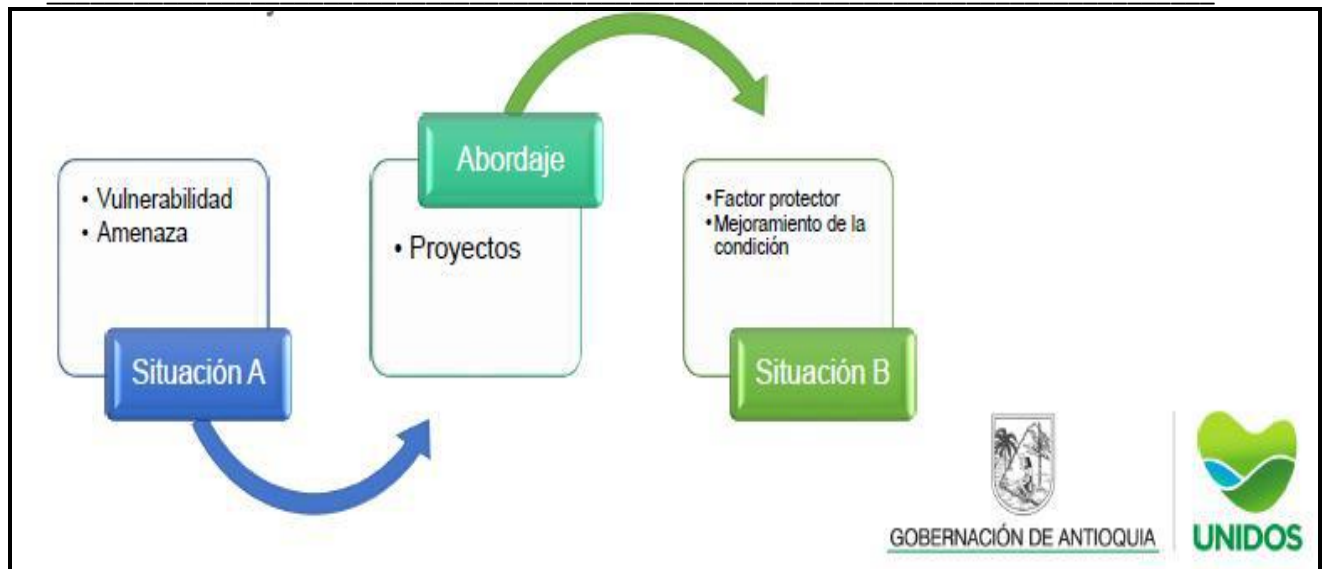 • Vulnerabilidad
• Amenaza
Situación A
Abordaje
• Proyectos
•Factor protector
•Mejoramiento de la
condición
Situación B
GOBERNACIÓN DE ANTIOQUIA
UNIDOS